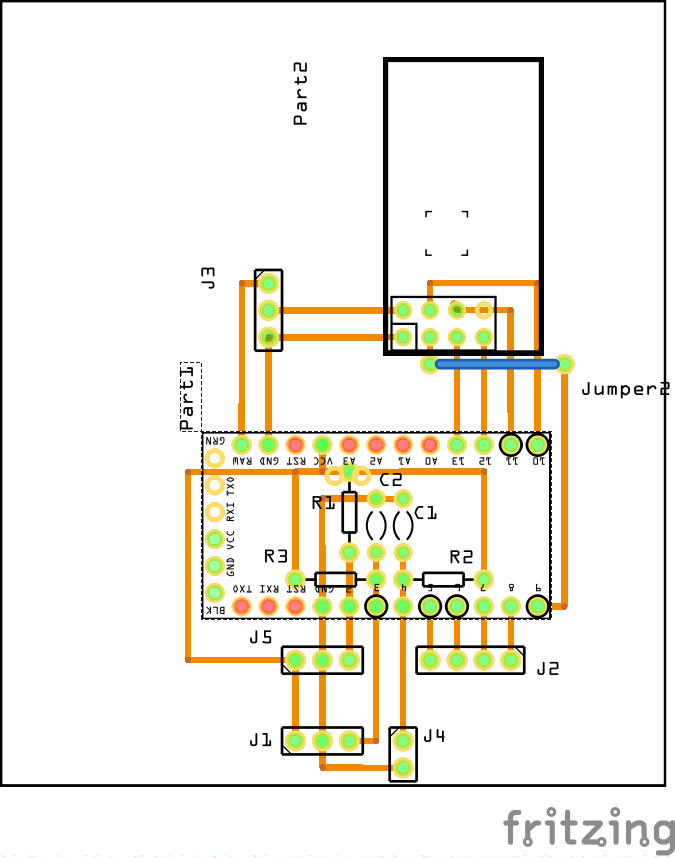 Part2
J3
Part1
Jumper2
GRN
RAW GND RST VCC A3 A2 A1 A0 13 12 11 10
C2
R1
C1
TXO
RXI
VCC
GND
R3
R2
BLK
TXO RXI RST GND 2 3 4 5 6 7 8 9
J5
J2
J1
J4
fritzing